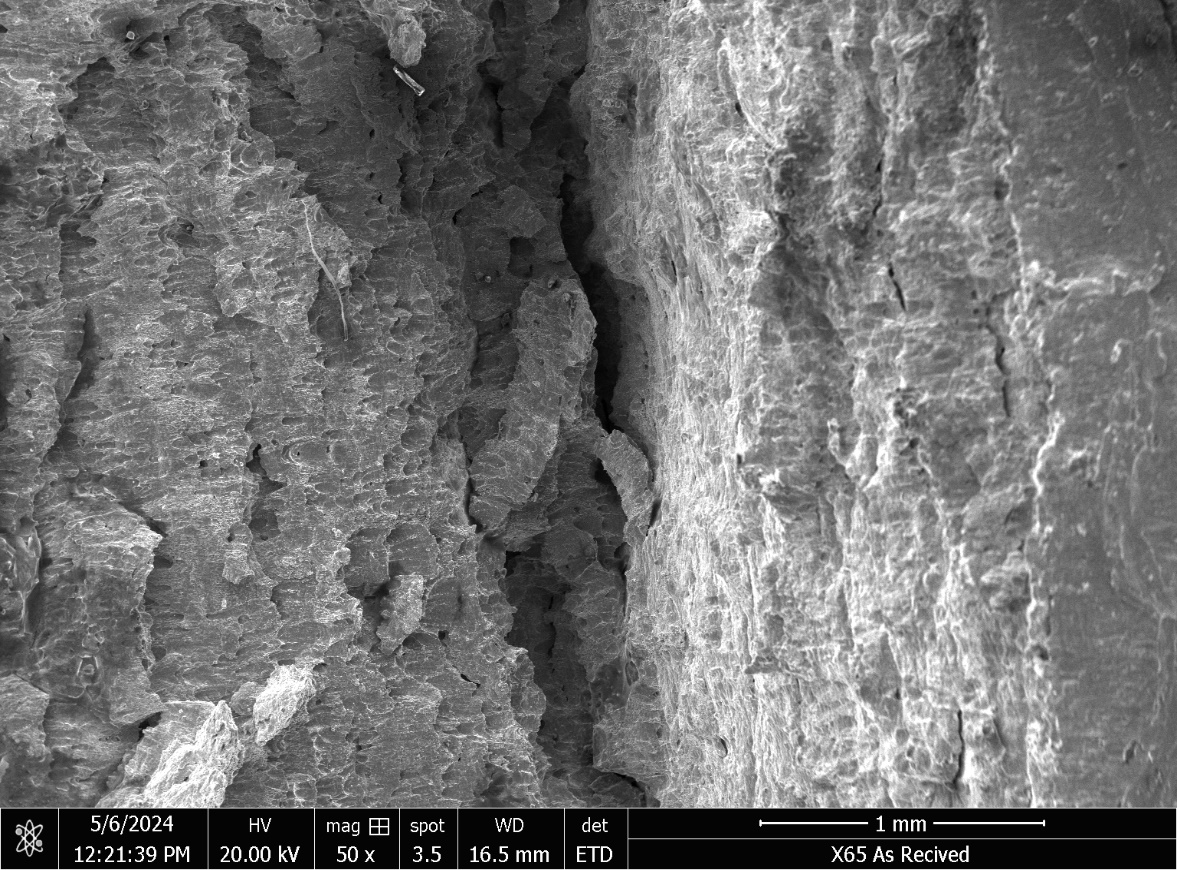 5/6/2024
12:21:39 PM
HV
20.00 kV
mag
50 x
spot
3.5
WD
16.5 mm
det
ETD
1 mm
X65 As Recived